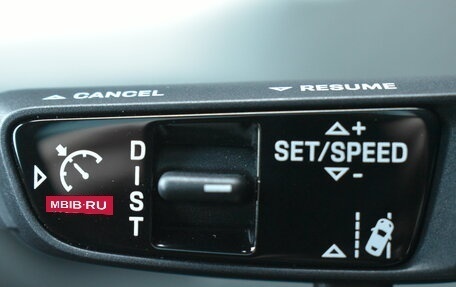 CANCEL
RESUME
+
SET/SPEED
-
DIST
MBIB·RU